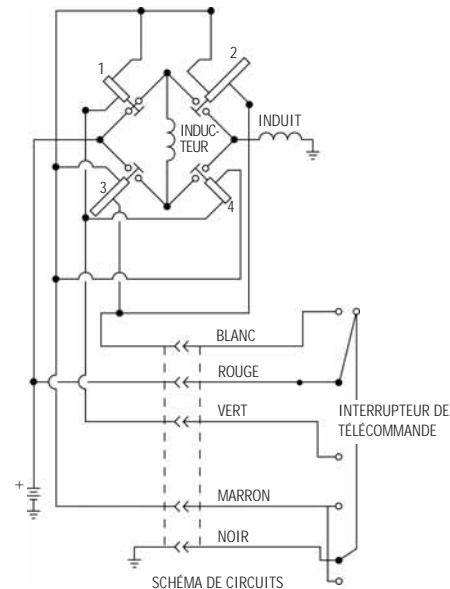 1
2
INDUIT
INDUC-
TEUR
3
4
BLANC
ROUGE
VERT
INTERRUPTEUR DE
TÉLÉCOMMANDE
+
MARRON
NOIR
SCHÉMA DE CIRCUITS